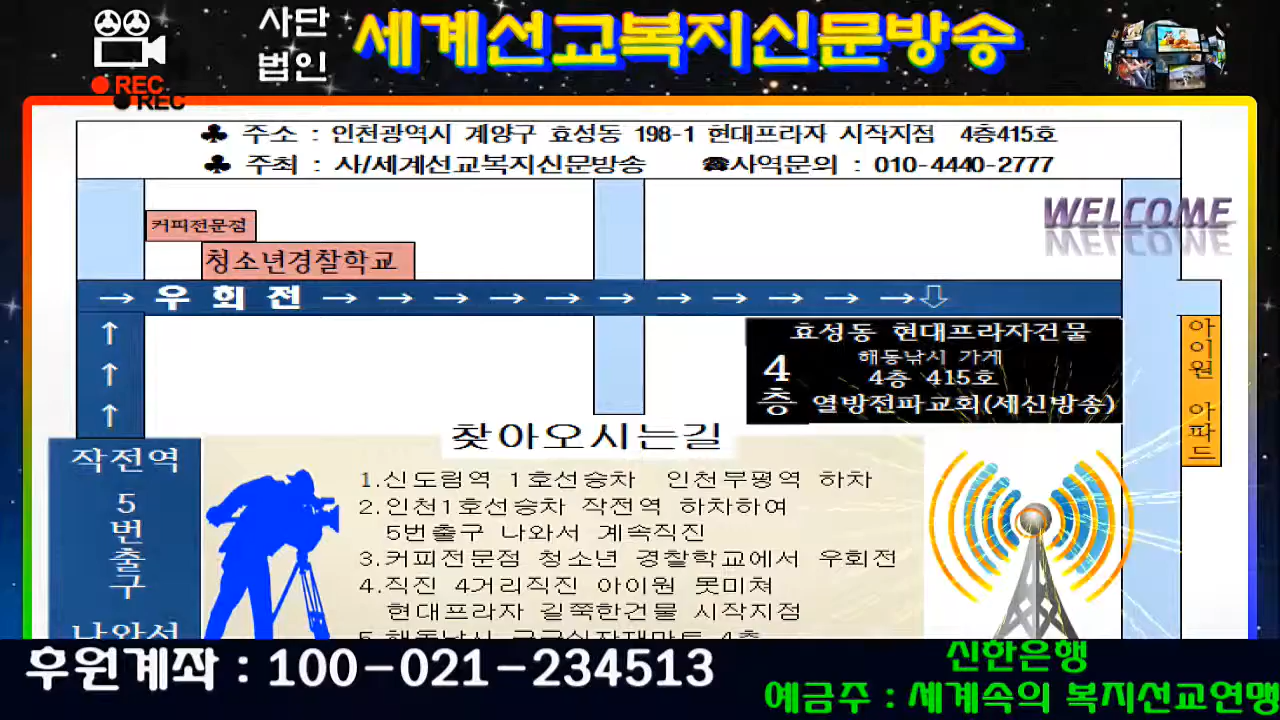 사단
법인
세계선교복지신문방송
REC
REC
♣ 주소 : 인천광역시 계양구 효성동 198-1 현대프라자 시작지점 4층415호
♣ 주최 : 사/세계선교복지신문방송 ☎사역문의 : 010-4440-2777
WELCOME
커피전문점
청소년경찰학교
→ 우 회 전 → → → → → → → → → → → ⇩
↑
↑
↑
효성동 현대프라자건물
해동낚시 가게
4층 415호
4
층
열방전파교회(세신방송)
아이원 아파드
찾아오시는길
작전역
5
번
출
구
나와서
1.신도림역 1호선승차 인천부평역 하차
2.인천1호선승차 작전역 하차하여
5번출구 나와서 계속직진
3.커피전문점 청소년 경찰학교에서 우회전
4.직진 4거리직진 아이원 못미쳐
현대프라자 길쭉한건물 시작지점
5.해동낚시
4층
후원계좌 : 100-021-234513
신한은행
예금주 : 세계속의 복지선교연맹